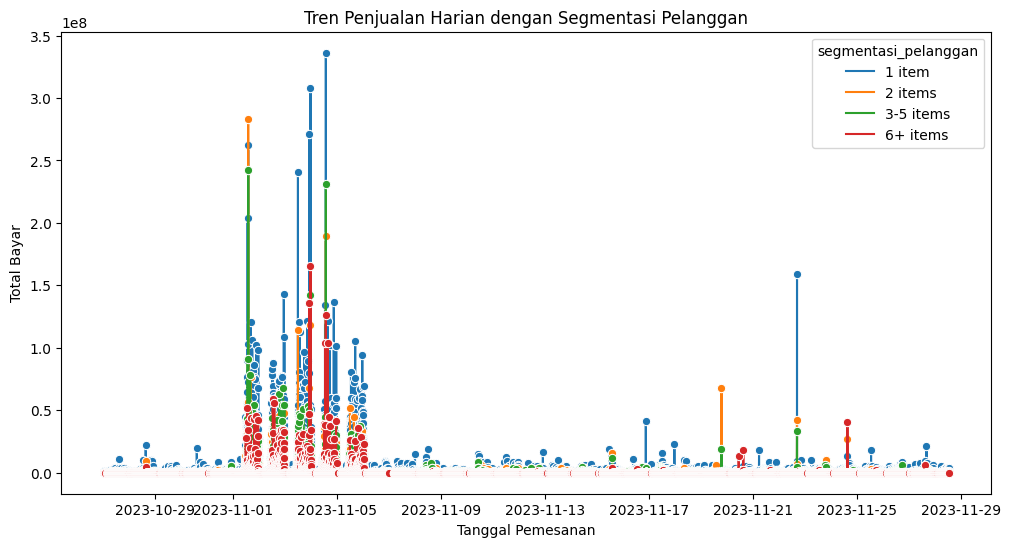 Tren Penjualan Harian dengan Segmentasi Pelanggan
1e8
3.5
3.0
2.5
2.0
1.5
1.0
0.5
0.0
Total Bayar
segmentasi_pelanggan
1 item
2 items
3-5 items
6+ items
2023-10-29
2023-11-01
2023-11-05
2023-11-09
2023-11-13
2023-11-17
2023-11-21
2023-11-25
2023-11-29
Tanggal Pemesanan